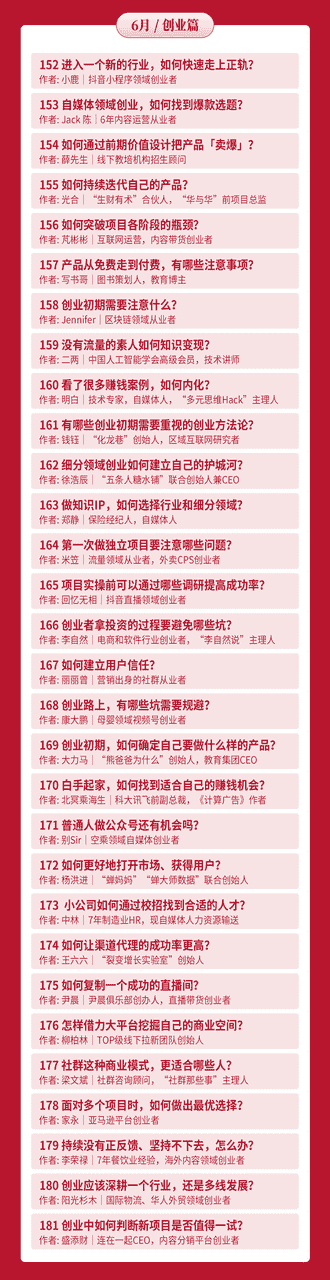 6月 / 创业篇
152 进入一个新的行业，如何快速走上正轨？
作者: 小鹿｜抖音小程序领域创业者
153 自媒体领域创业，如何找到爆款选题？
作者: Jack 陈｜6年内容运营从业者
154 如何通过前期价值设计把产品「卖爆」？
作者: 薛先生｜线下教培机构招生顾问
155 如何持续迭代自己的产品？
作者: 光合｜“生财有术”合伙人，“华与华”前项目总监
156 如何突破项目各阶段的瓶颈？
作者: 芃彬彬｜互联网运营，内容带货创业者
157 产品从免费走到付费，有哪些注意事项？
作者: 写书哥｜图书策划人，教育博主
158 创业初期需要注意什么？
作者: Jennifer｜区块链领域从业者
159 没有流量的素人如何知识变现？
作者: 二两｜中国人工智能学会高级会员，技术讲师
160 看了很多赚钱案例，如何内化？
作者: 明白｜技术专家，自媒体人，“多元思维Hack”主理人
161 有哪些创业初期需要重视的创业方法论？
作者: 钱钰｜“化龙巷”创始人，区域互联网研究者
162 细分领域创业如何建立自己的护城河？
作者: 徐浩辰｜“五条人糖水铺”联合创始人兼CEO
163 做知识IP，如何选择行业和细分领域？
作者: 郑静｜保险经纪人，自媒体人
164 第一次做独立项目要注意哪些问题？
作者: 米笠｜流量领域从业者，外卖CPS创业者
165 项目实操前可以通过哪些调研提高成功率？
作者: 回忆无相｜抖音直播领域创业者
166 创业者拿投资的过程要避免哪些坑？
作者: 李自然｜电商和软件行业创业者，“李自然说”主理人
167 如何建立用户信任？
作者: 丽丽曾｜营销出身的社群从业者
168 创业路上，有哪些坑需要规避？
作者: 康大鹏｜母婴领域视频号创业者
169 创业初期，如何确定自己要做什么样的产品？
作者: 大力马｜“熊爸爸为什么”创始人，教育集团CEO
170 白手起家，如何找到适合自己的赚钱机会？
作者: 北冥乘海生｜科大讯飞前副总裁，《计算广告》作者
171 普通人做公众号还有机会吗？
作者: 别Sir｜空乘领域自媒体创业者
172 如何更好地打开市场、获得用户？
作者: 杨洪进｜“蝉妈妈”“蝉大师数据”联合创始人
173 小公司如何通过校招找到合适的人才？
作者: 中林｜7年制造业HR，现自媒体人力资源输送
174 如何让渠道代理的成功率更高？
作者: 王六六｜“裂变增长实验室”创始人
175 如何复制一个成功的直播间？
作者: 尹晨｜尹晨俱乐部创办人，直播带货创业者
176 怎样借力大平台挖掘自己的商业空间？
作者: 柳柏林｜TOP级线下拉新团队创始人
177 社群这种商业模式，更适合哪些人？
作者: 梁文斌｜社群咨询顾问，“社群那些事”主理人
178 面对多个项目时，如何做出最优选择？
作者: 家永｜亚马逊平台创业者
179 持续没有正反馈、坚持不下去，怎么办？
作者: 李荣禄｜7年餐饮业经验，海外内容领域创业者
180 创业应该深耕一个行业，还是多线发展？
作者: 阳光杉木｜国际物流、华人外贸领域创业者
181 创业中如何判断新项目是否值得一试？
作者: 盛添财｜连在一起CEO，内容分销平台创业者